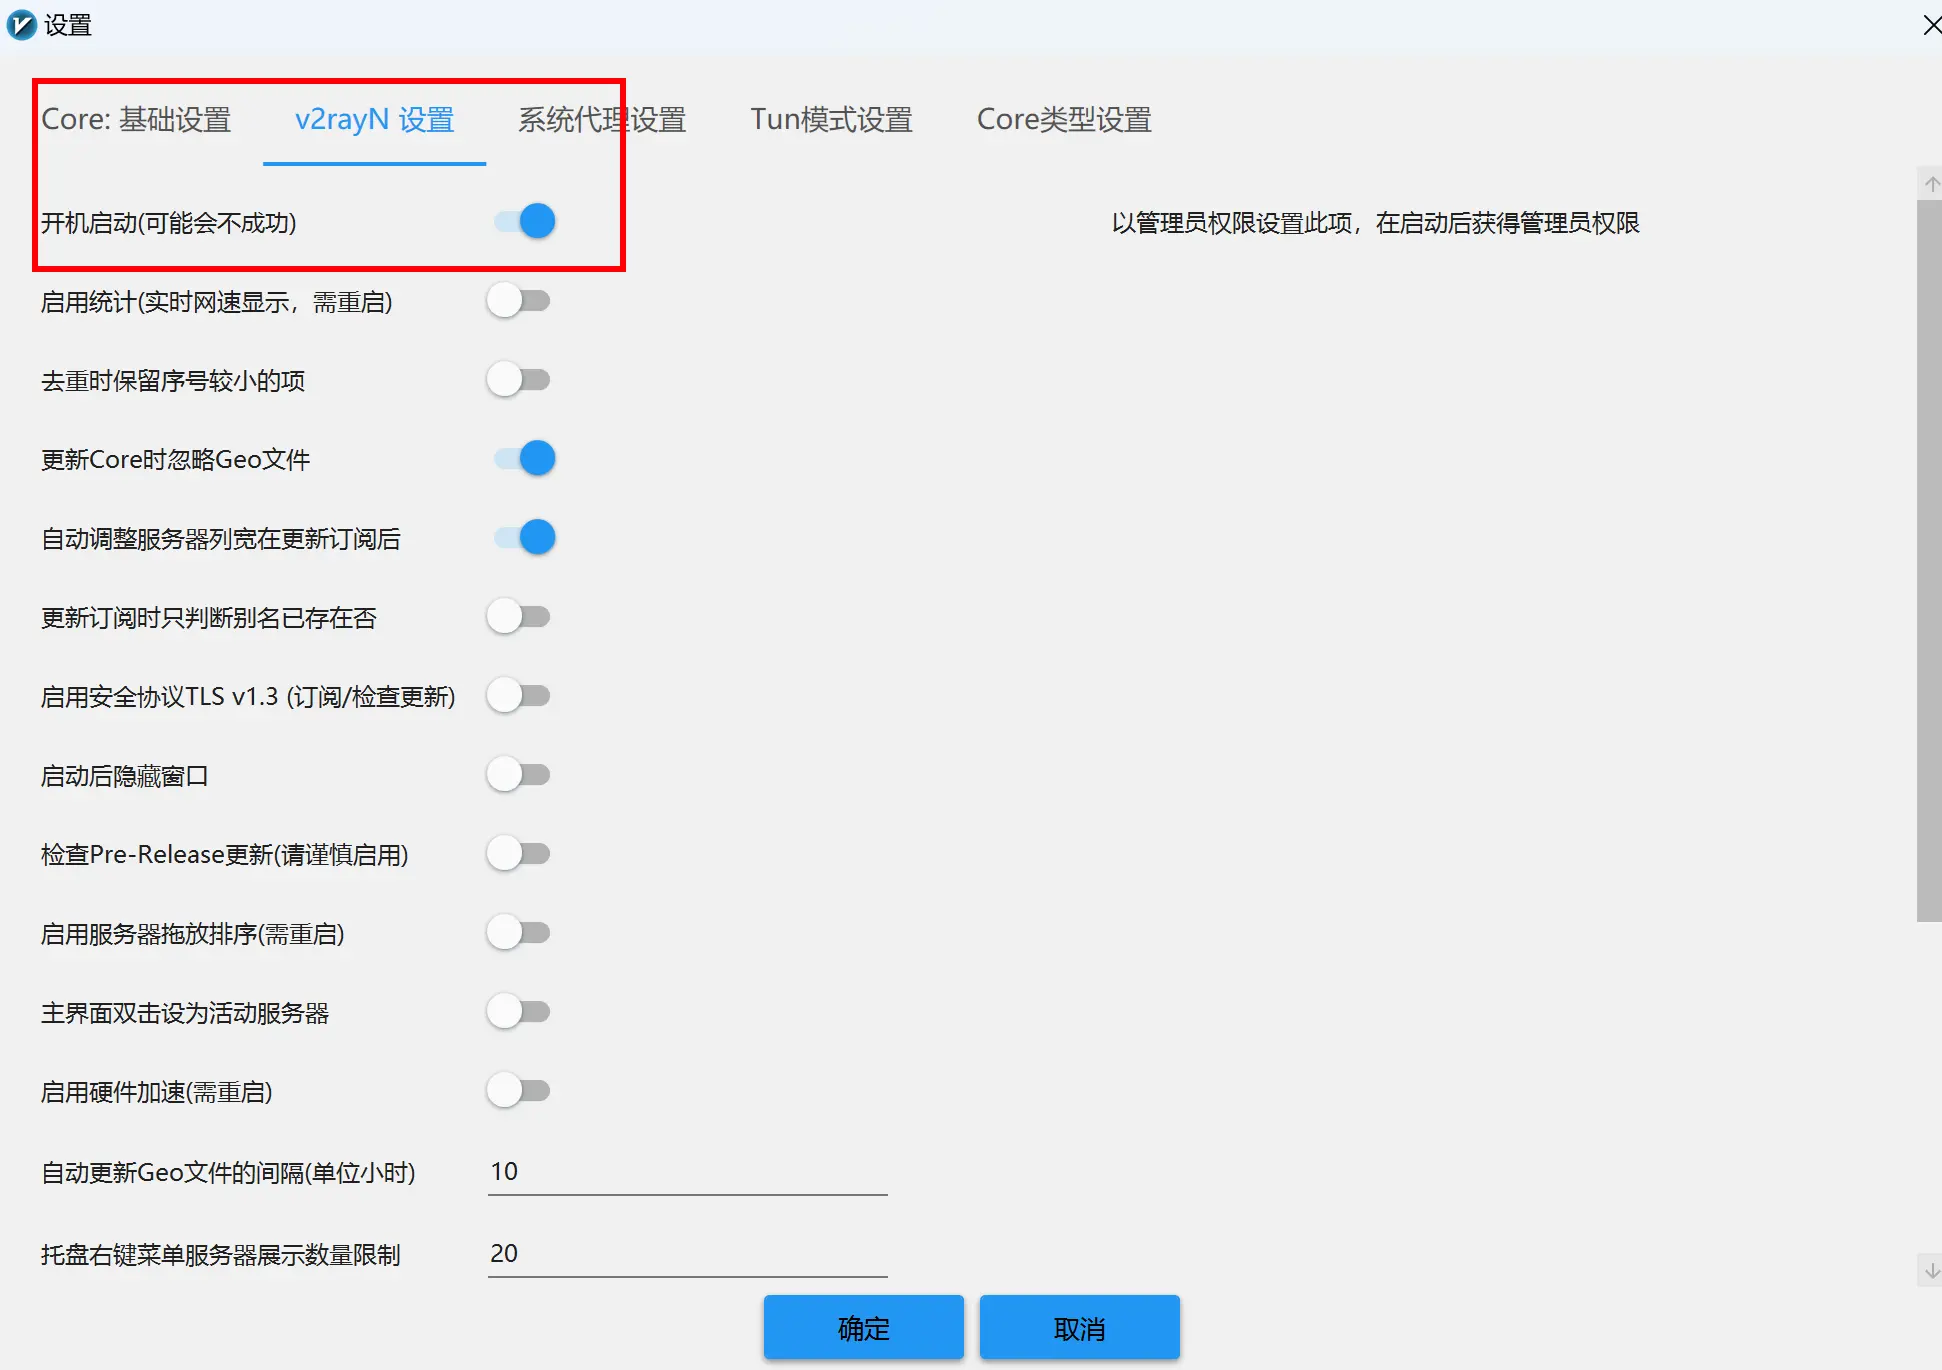 设置
Core: 基础设置 v2rayN 设置 系统代理设置 Tun模式设置 Core类型设置
开机启动(可能会不成功) 以管理员权限设置此项，在启动后获得管理员权限
启用统计(实时网速显示，需重启)
去重时保留序号较小的项
更新Core时忽略Geo文件
自动调整服务器列宽在更新订阅后
更新订阅时只判断别名已存在否
启用安全协议TLS v1.3 (订阅/检查更新)
启动后隐藏窗口
检查Pre-Release更新(请谨慎启用)
启用服务器拖放排序(需重启)
主界面双击设为活动服务器
启用硬件加速(需重启)
自动更新Geo文件的间隔(单位小时) 10
托盘右键菜单服务器展示数量限制 20
确定 取消